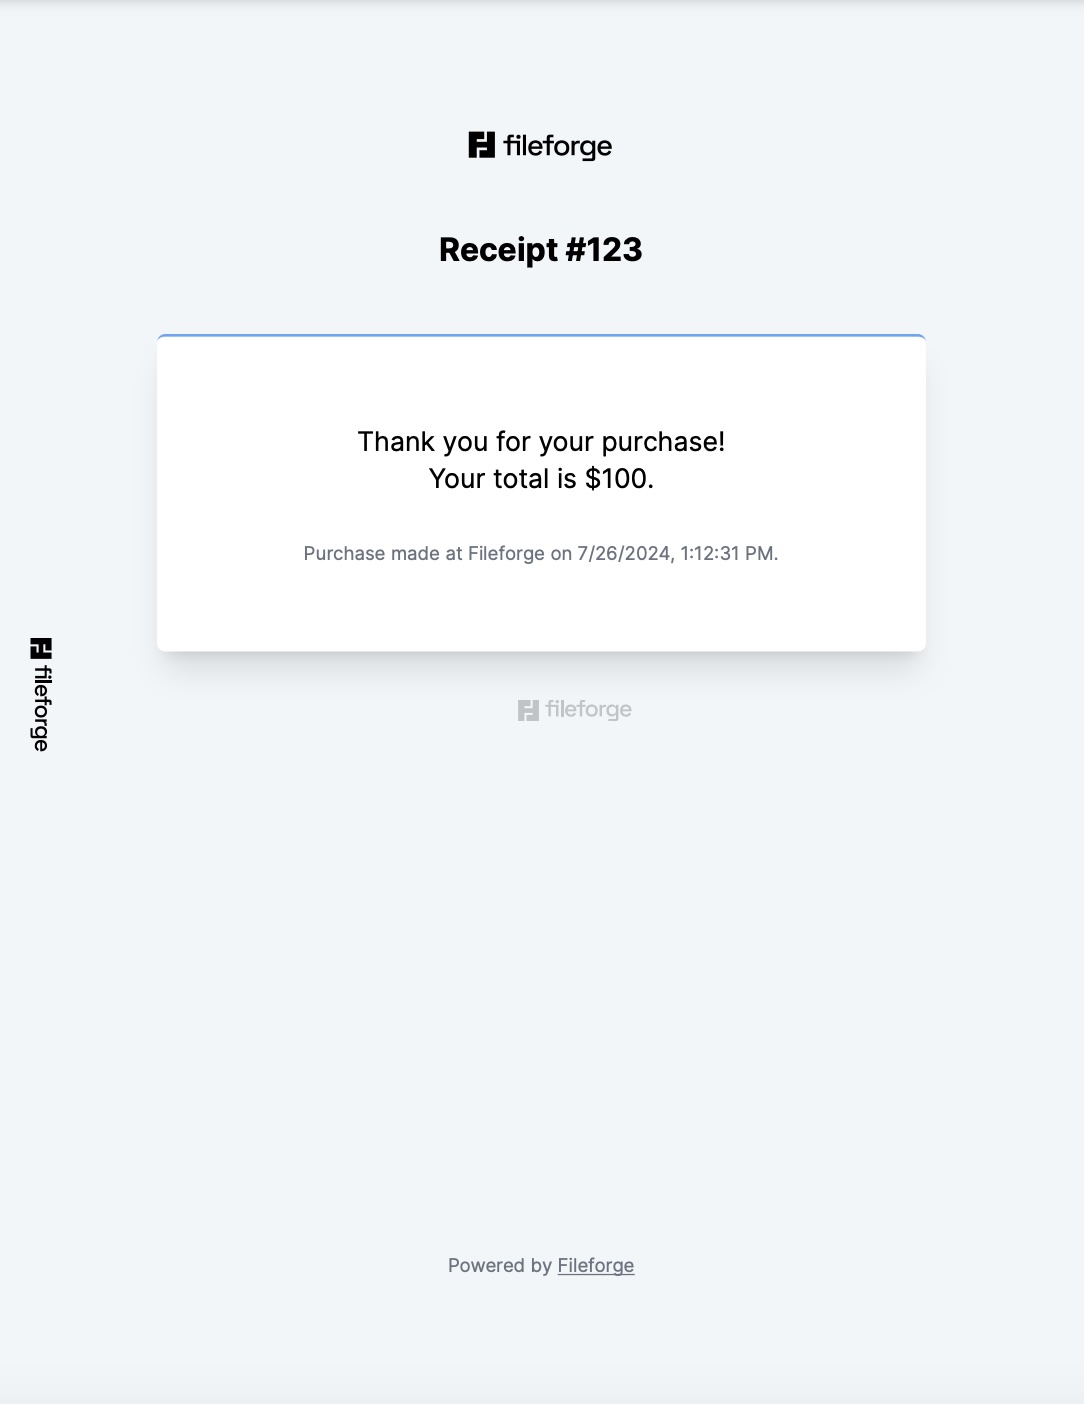 fileforge
Receipt #123
Thank you for your purchase!
Your total is $100.
Purchase made at Fileforge on 7/26/2024, 1:12:31 PM.
fileforge
fileforge
Powered by Fileforge